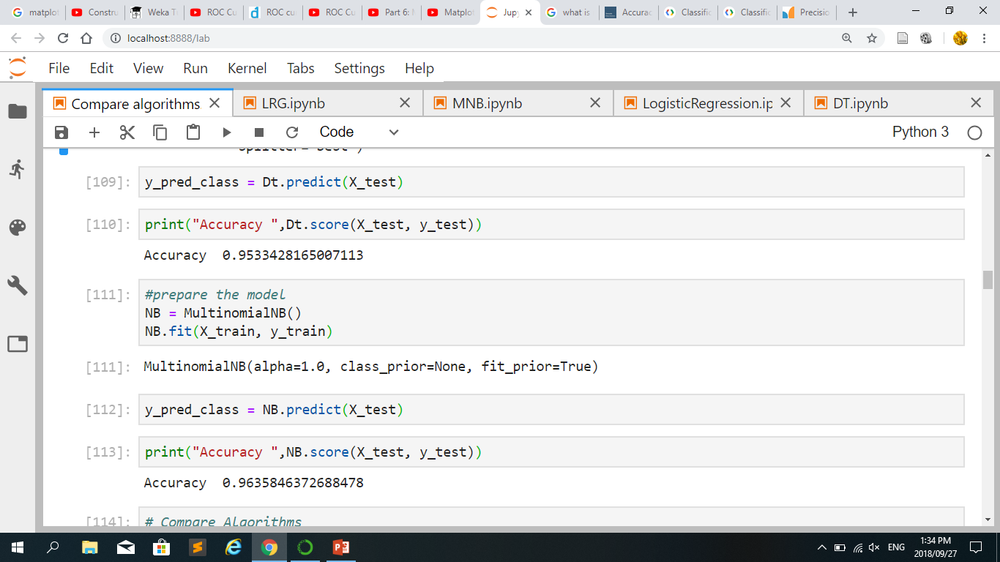 matplot
Constru
Weka T
ROC Cu
ROC cu
ROC Cu
Part 6:
Matplot
Jupy
what is
Accurac
Classific
Classific
Precisio
localhost:8888/lab
File Edit View Run Kernel Tabs Settings Help
Compare algorithms
LRG.ipynb
MNB.ipynb
LogisticRegression.ip
DT.ipynb
Code
Python 3
[109]: y_pred_class = Dt.predict(X_test)
[110]: print("Accuracy ",Dt.score(X_test, y_test))
Accuracy  0.9533428165007113
[111]: #prepare the model
NB = MultinomialNB()
NB.fit(X_train, y_train)
[111]: MultinomialNB(alpha=1.0, class_prior=None, fit_prior=True)
[112]: y_pred_class = NB.predict(X_test)
[113]: print("Accuracy ",NB.score(X_test, y_test))
Accuracy  0.9635846372688478
[114]: # Compare Algorithms
ENG
1:34 PM
2018/09/27